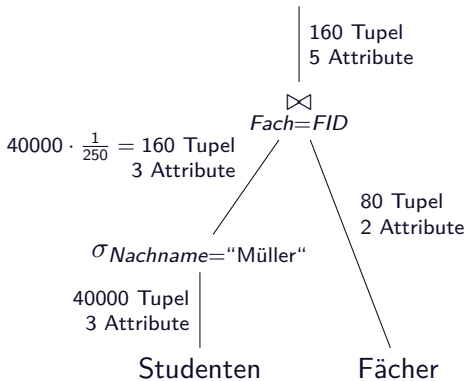 160 Tupel
5 Attribute
⋈
Fach=FID
40000 · 1/250 = 160 Tupel
3 Attribute
80 Tupel
2 Attribute
σNachname=“Müller“
40000 Tupel
3 Attribute
Studenten
Fächer